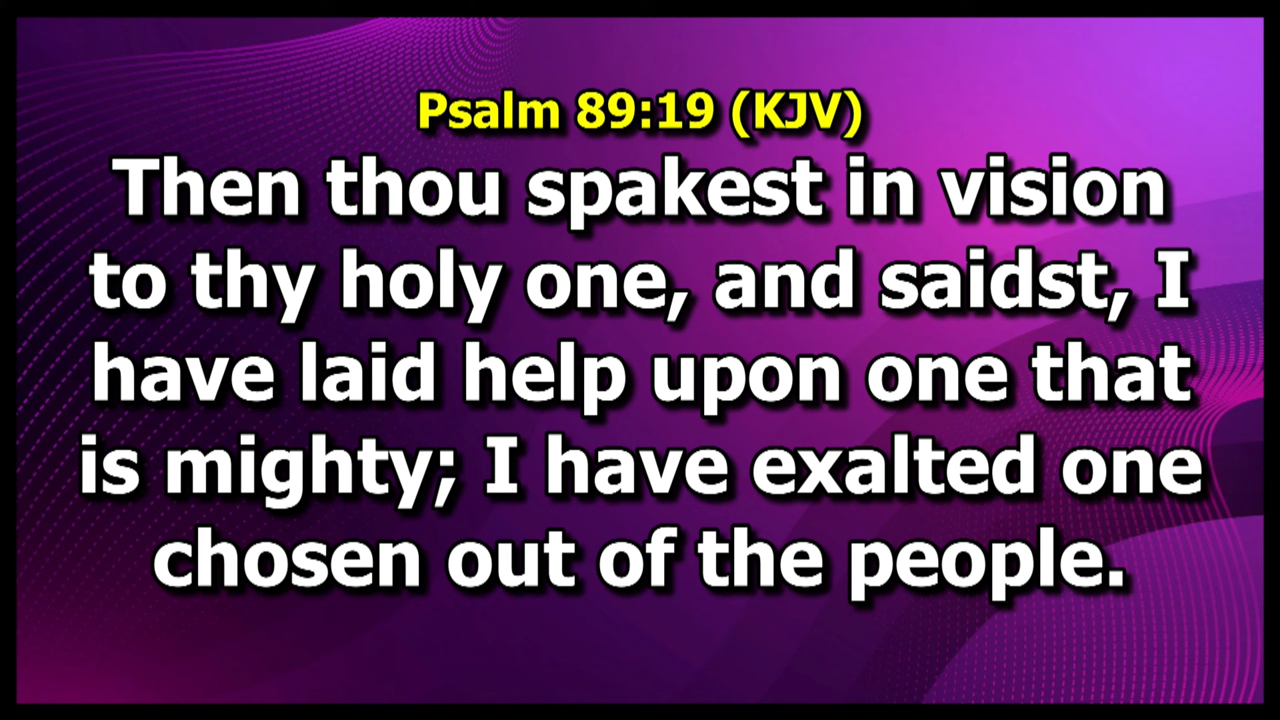 Psalm 89:19 (KJV)
Then thou spakest in vision
to thy holy one, and saidst, I
have laid help upon one that
is mighty; I have exalted one
chosen out of the people.